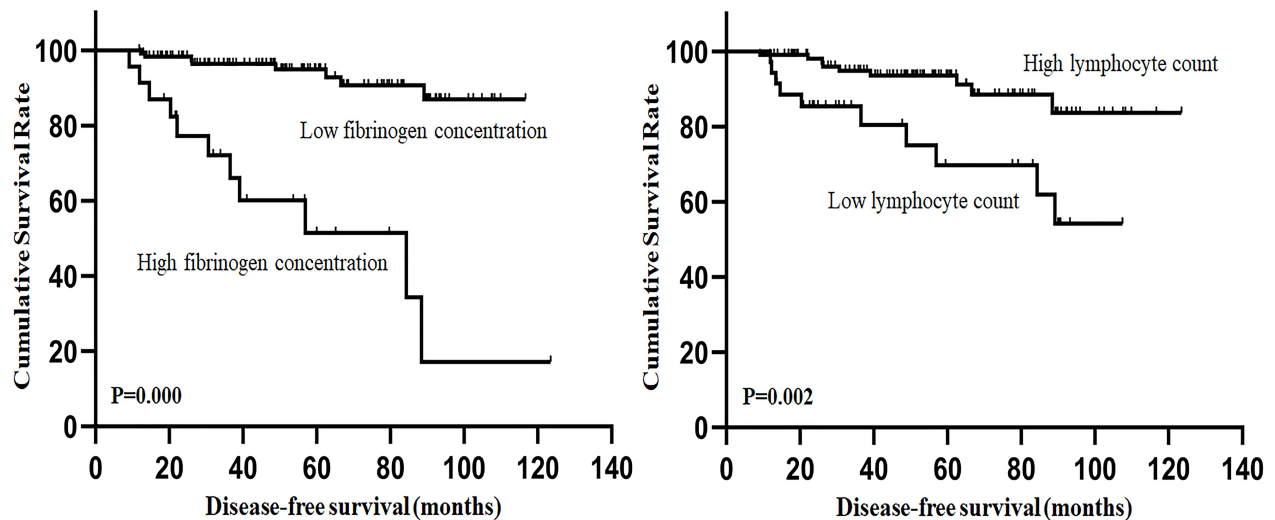 Cumulative Survival Rate
100
80
60
40
20
0
Low fibrinogen concentration
High fibrinogen concentration
P=0.000
0 20 40 60 80 100 120 140
Disease-free survival (months)
Cumulative Survival Rate
100
80
60
40
20
0
High lymphocyte count
Low lymphocyte count
P=0.002
0 20 40 60 80 100 120 140
Disease-free survival (months)